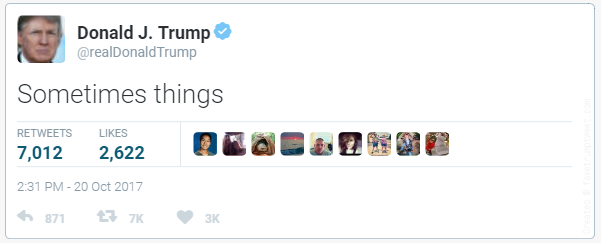 Donald J. Trump
@realDonaldTrump
Sometimes things
RETWEETS LIKES
7,012 2,622
2:31 PM - 20 Oct 2017
871 7K 3K